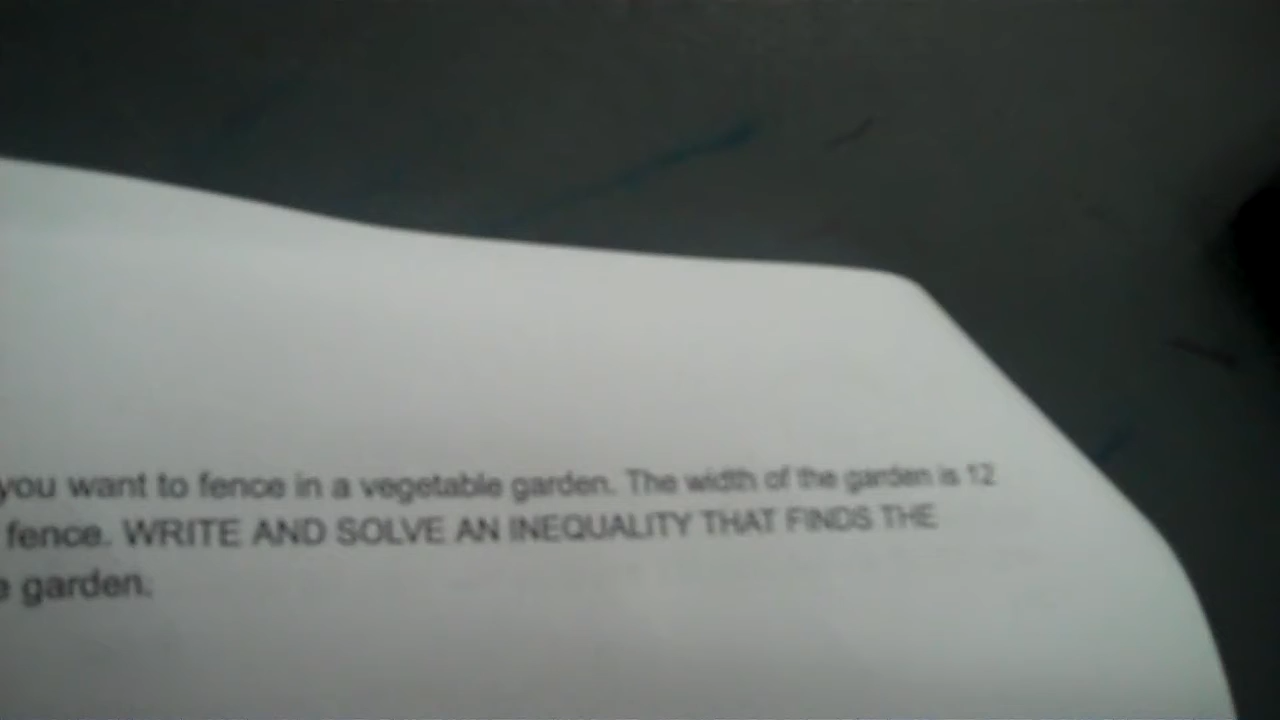 you want to fence in a vegetable garden. The width of the garden is 12
fence. WRITE AND SOLVE AN INEQUALITY THAT FINDS THE
garden.